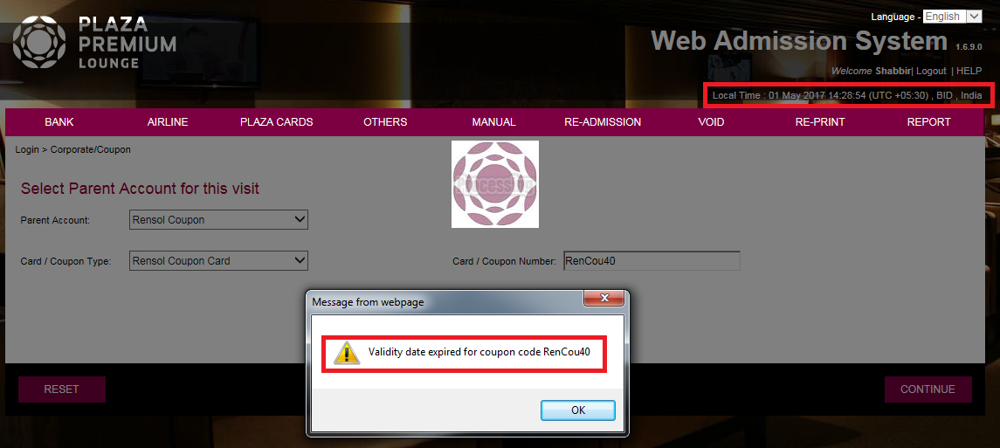 Language - English
PLAZA
PREMIUM
LOUNGE
Web Admission System 1.6.9.0
Welcome Shabbir| Logout | HELP
Local Time : 01 May 2017 14:28:54 (UTC +05:30) , BID , India
BANK AIRLINE PLAZA CARDS OTHERS MANUAL RE-ADMISSION VOID RE-PRINT REPORT
Login > Corporate/Coupon
Processing
Select Parent Account for this visit
Parent Account: Rensol Coupon
Card / Coupon Type: Rensol Coupon Card Card / Coupon Number: RenCou40
Message from webpage
Validity date expired for coupon code RenCou40
OK
RESET CONTINUE